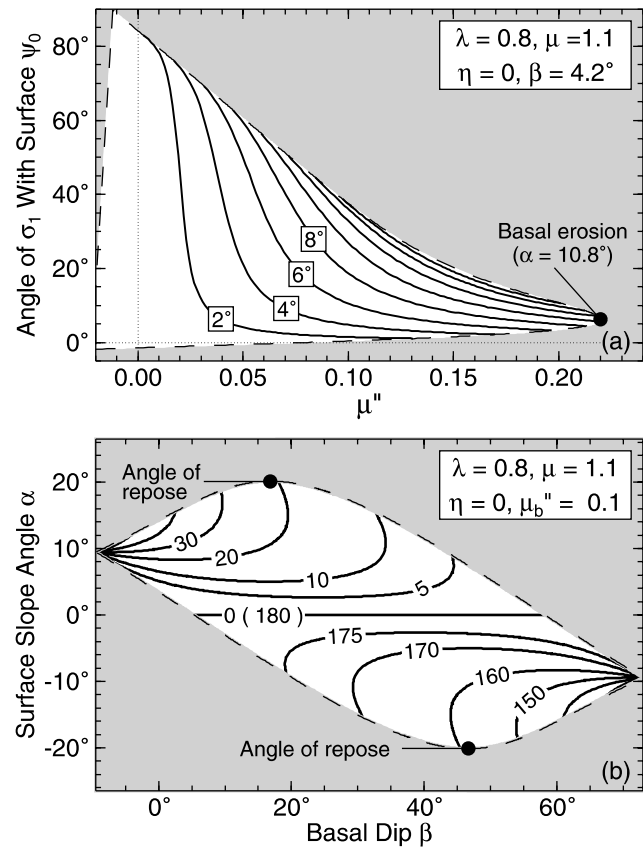 80°
60°
40°
20°
0°
Angle of σ₁ With Surface ψ₀
λ = 0.8, μ =1.1
η = 0, β = 4.2°
8°
6°
4°
2°
Basal erosion
(α = 10.8°)
(a)
0.00 0.05 0.10 0.15 0.20
μ"
20°
10°
0°
-10°
-20°
Surface Slope Angle α
Angle of
repose
λ = 0.8, μ = 1.1
η = 0, μb" = 0.1
30
20
10
5
0 ( 180 )
175
170
160
150
Angle of repose
(b)
0° 20° 40° 60°
Basal Dip β